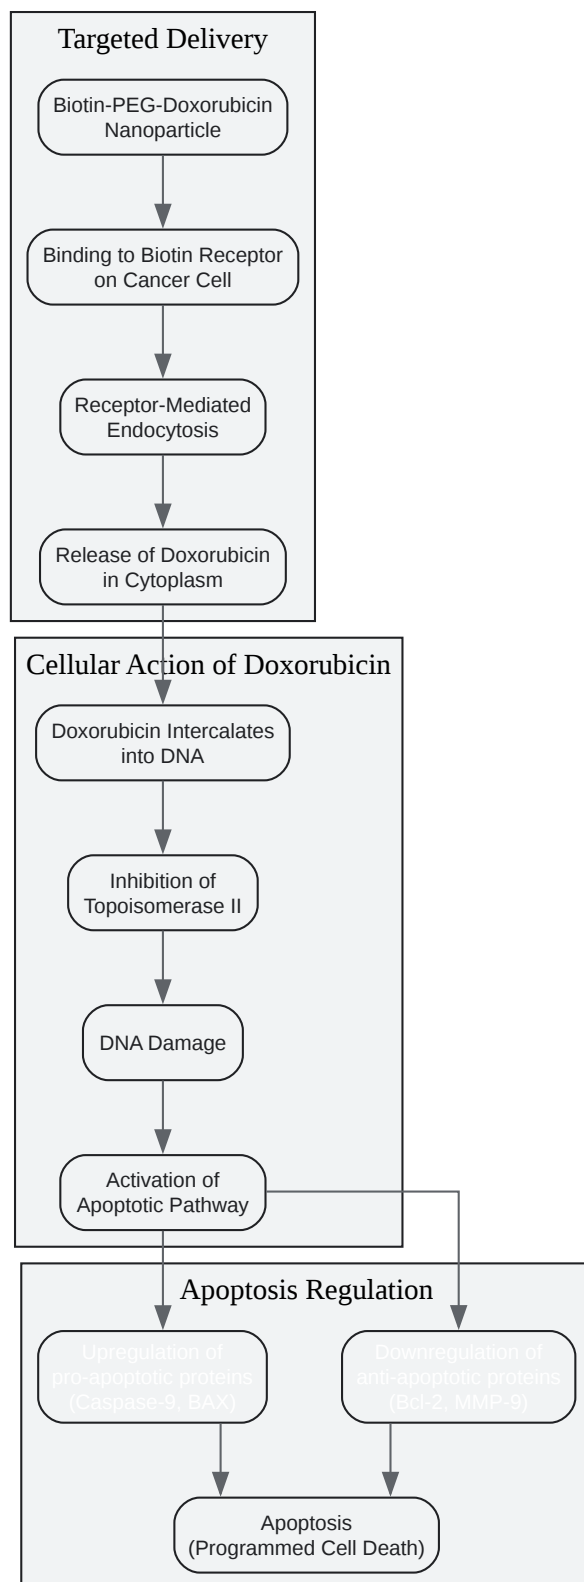 Targeted Delivery
Biotin-PEG-Doxorubicin
Nanoparticle
Binding to Biotin Receptor
on Cancer Cell
Receptor-Mediated
Endocytosis
Release of Doxorubicin
in Cytoplasm
Cellular Action of Doxorubicin
Doxorubicin Intercalates
into DNA
Inhibition of
Topoisomerase II
DNA Damage
Activation of
Apoptotic Pathway
Apoptosis Regulation
Upregulation of
pro-apoptotic proteins
(Caspase-9, BAX)
Downregulation of
anti-apoptotic proteins
(Bcl-2, MMP-9)
Apoptosis
(Programmed Cell Death)